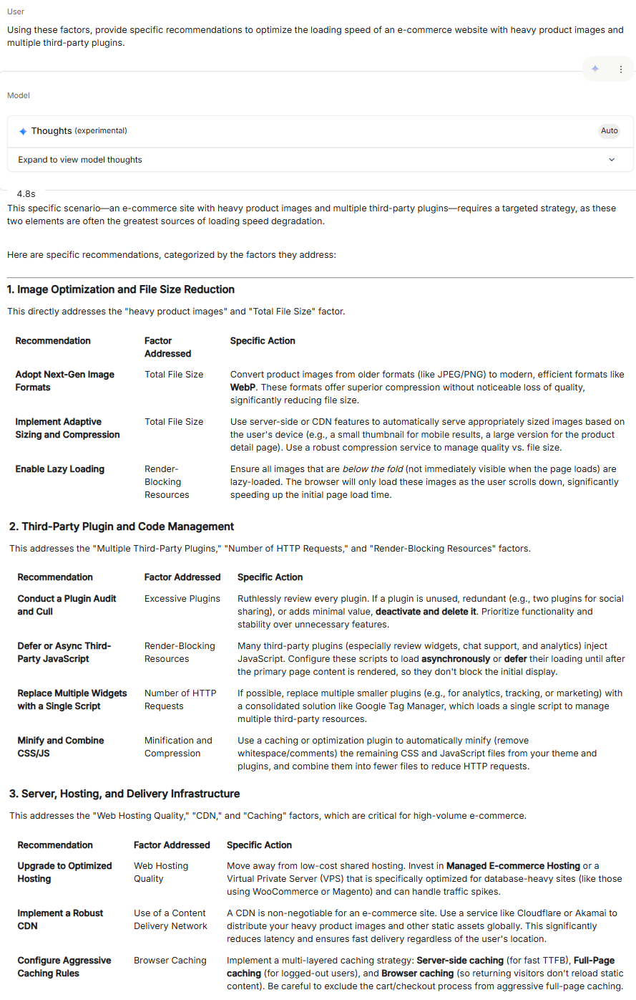 User
Using these factors, provide specific recommendations to optimize the loading speed of an e-commerce website with heavy product images and
multiple third-party plugins.
Model
Thoughts (experimental)
Auto
Expand to view model thoughts
4.8s
This specific scenario—an e-commerce site with heavy product images and multiple third-party plugins—requires a targeted strategy, as these
two elements are often the greatest sources of loading speed degradation.
Here are specific recommendations, categorized by the factors they address:
1. Image Optimization and File Size Reduction
This directly addresses the "heavy product images" and "Total File Size" factor.
Recommendation
Factor
Addressed
Specific Action
Adopt Next-Gen Image
Formats
Total File Size
Convert product images from older formats (like JPEG/PNG) to modern, efficient formats like
WebP. These formats offer superior compression without noticeable loss of quality,
significantly reducing file size.
Implement Adaptive
Sizing and Compression
Total File Size
Use server-side or CDN features to automatically serve appropriately sized images based on
the user's device (e.g., a small thumbnail for mobile results, a large version for the product
detail page). Use a robust compression service to manage quality vs. file size.
Enable Lazy Loading
Render-
Blocking
Resources
Ensure all images that are below the fold (not immediately visible when the page loads) are
lazy-loaded. The browser will only load these images as the user scrolls down, significantly
speeding up the initial page load time.
2. Third-Party Plugin and Code Management
This addresses the "Multiple Third-Party Plugins," "Number of HTTP Requests," and "Render-Blocking Resources" factors.
Recommendation
Factor Addressed
Specific Action
Conduct a Plugin Audit
and Cull
Excessive Plugins
Ruthlessly review every plugin. If a plugin is unused, redundant (e.g., two plugins for social
sharing), or adds minimal value, deactivate and delete it. Prioritize functionality and
stability over unnecessary features.
Defer or Async Third-
Party JavaScript
Render-Blocking
Resources
Many third-party plugins (especially review widgets, chat support, and analytics) inject
JavaScript. Configure these scripts to load asynchronously or defer their loading until after
the primary page content is rendered, so they don't block the initial display.
Replace Multiple Widgets
with a Single Script
Number of HTTP
Requests
If possible, replace multiple smaller plugins (e.g., for analytics, tracking, or marketing) with
a consolidated solution like Google Tag Manager, which loads a single script to manage
multiple third-party resources.
Minify and Combine
CSS/JS
Minification and
Compression
Use a caching or optimization plugin to automatically minify (remove
whitespace/comments) the remaining CSS and JavaScript files from your theme and
plugins, and combine them into fewer files to reduce HTTP requests.
3. Server, Hosting, and Delivery Infrastructure
This addresses the "Web Hosting Quality," "CDN," and "Caching" factors, which are critical for high-volume e-commerce.
Recommendation
Factor Addressed
Specific Action
Upgrade to Optimized
Hosting
Web Hosting
Quality
Move away from low-cost shared hosting. Invest in Managed E-commerce Hosting or a
Virtual Private Server (VPS) that is specifically optimized for database-heavy sites (like those
using WooCommerce or Magento) and can handle traffic spikes.
Implement a Robust
CDN
Use of a Content
Delivery Network
A CDN is non-negotiable for an e-commerce site. Use a service like Cloudflare or Akamai to
distribute your heavy product images and other static assets globally. This significantly
reduces latency and ensures fast delivery regardless of the user's location.
Configure Aggressive
Caching Rules
Browser Caching
Implement a multi-layered caching strategy: Server-side caching (for fast TTFB), Full-Page
caching (for logged-out users), and Browser caching (so returning visitors don't reload static
content). Be careful to exclude the cart/checkout process from aggressive full-page caching.